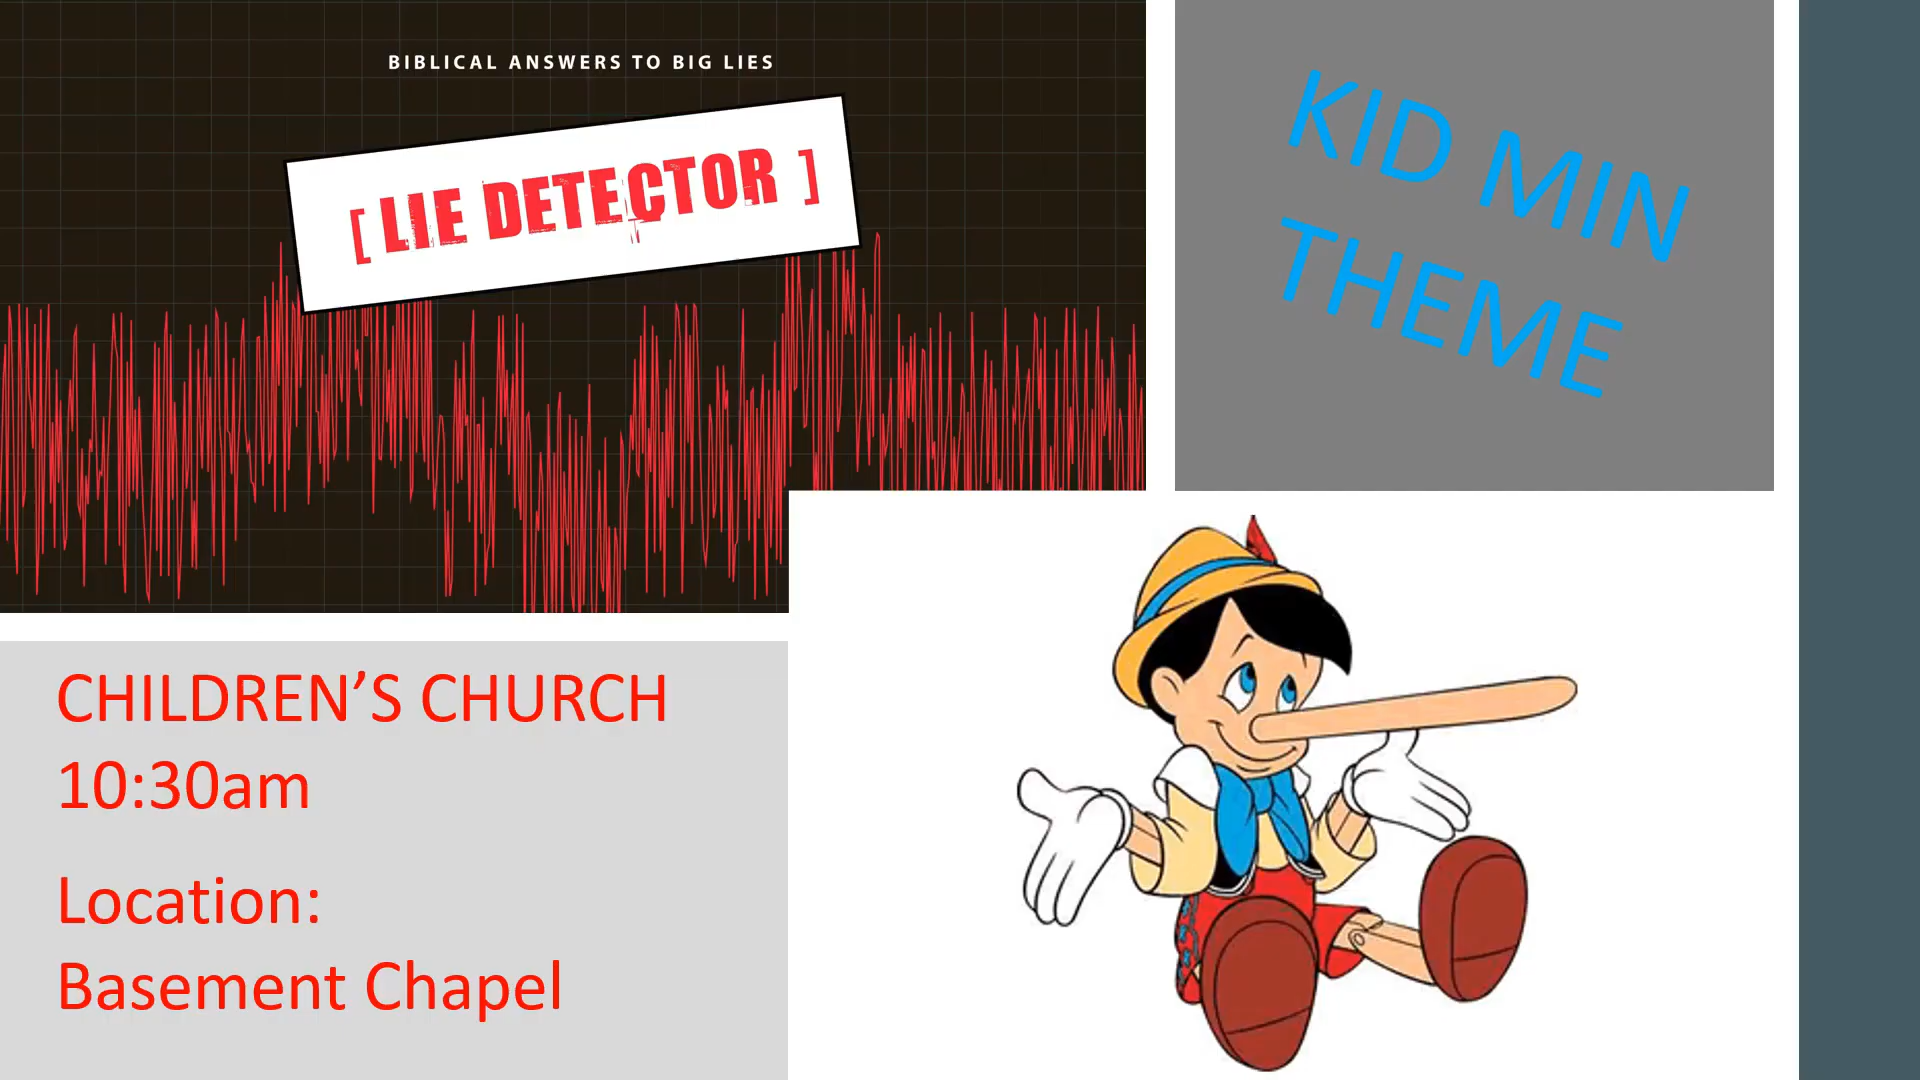 BIBLICAL ANSWERS TO BIG LIES
[ LIE DETECTOR ]
KID MIN
THEME
CHILDREN’S CHURCH
10:30am
Location:
Basement Chapel